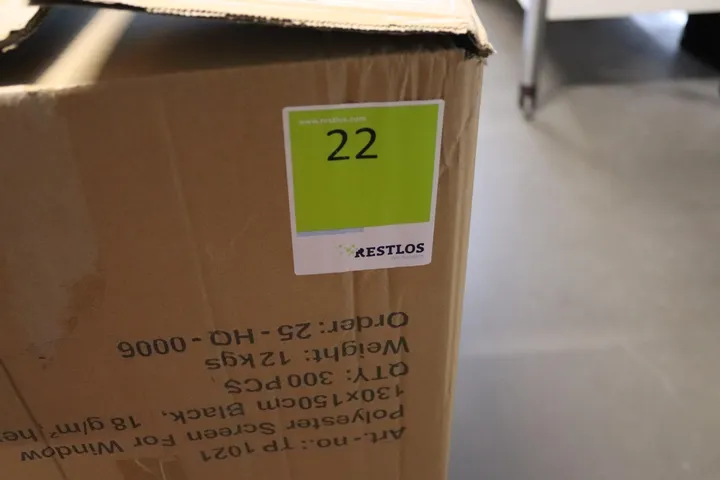 www.restlos.com
22
RESTLOS
Art.-no.: TP 1021
Polyester Screen For Window
130x150cm Black, 18 g/m² he
QTY: 300 PCS
Weight: 12kgs
Order: 25 - HQ - 0006